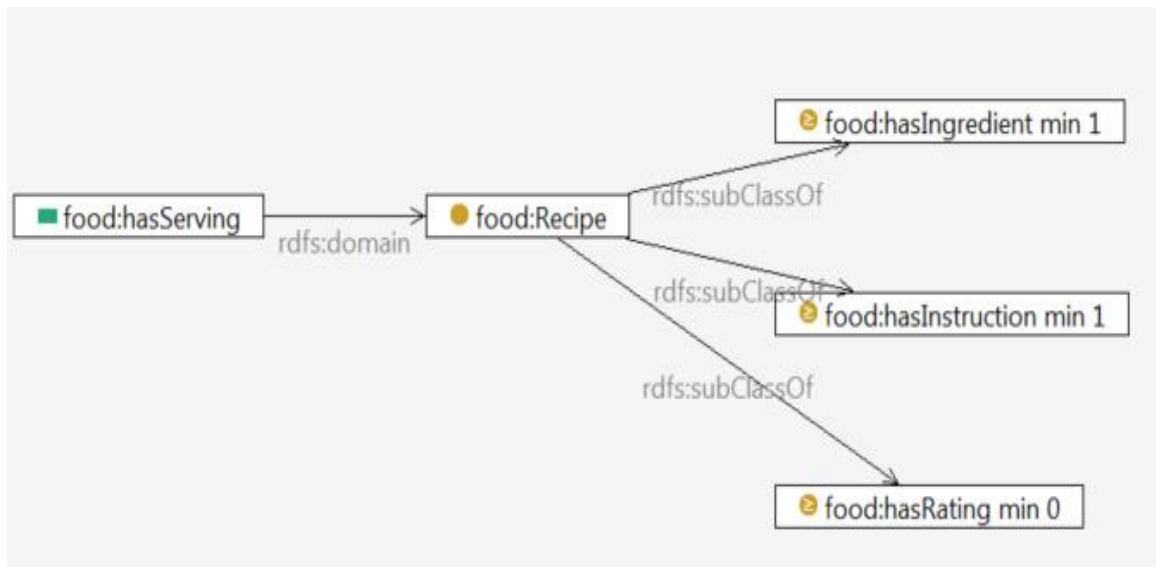 food:hasIngredient min 1
rdfs:subClassOf
food:hasServing
rdfs:domain
food:Recipe
rdfs:subClassOf
food:hasInstruction min 1
rdfs:subClassOf
food:hasRating min 0